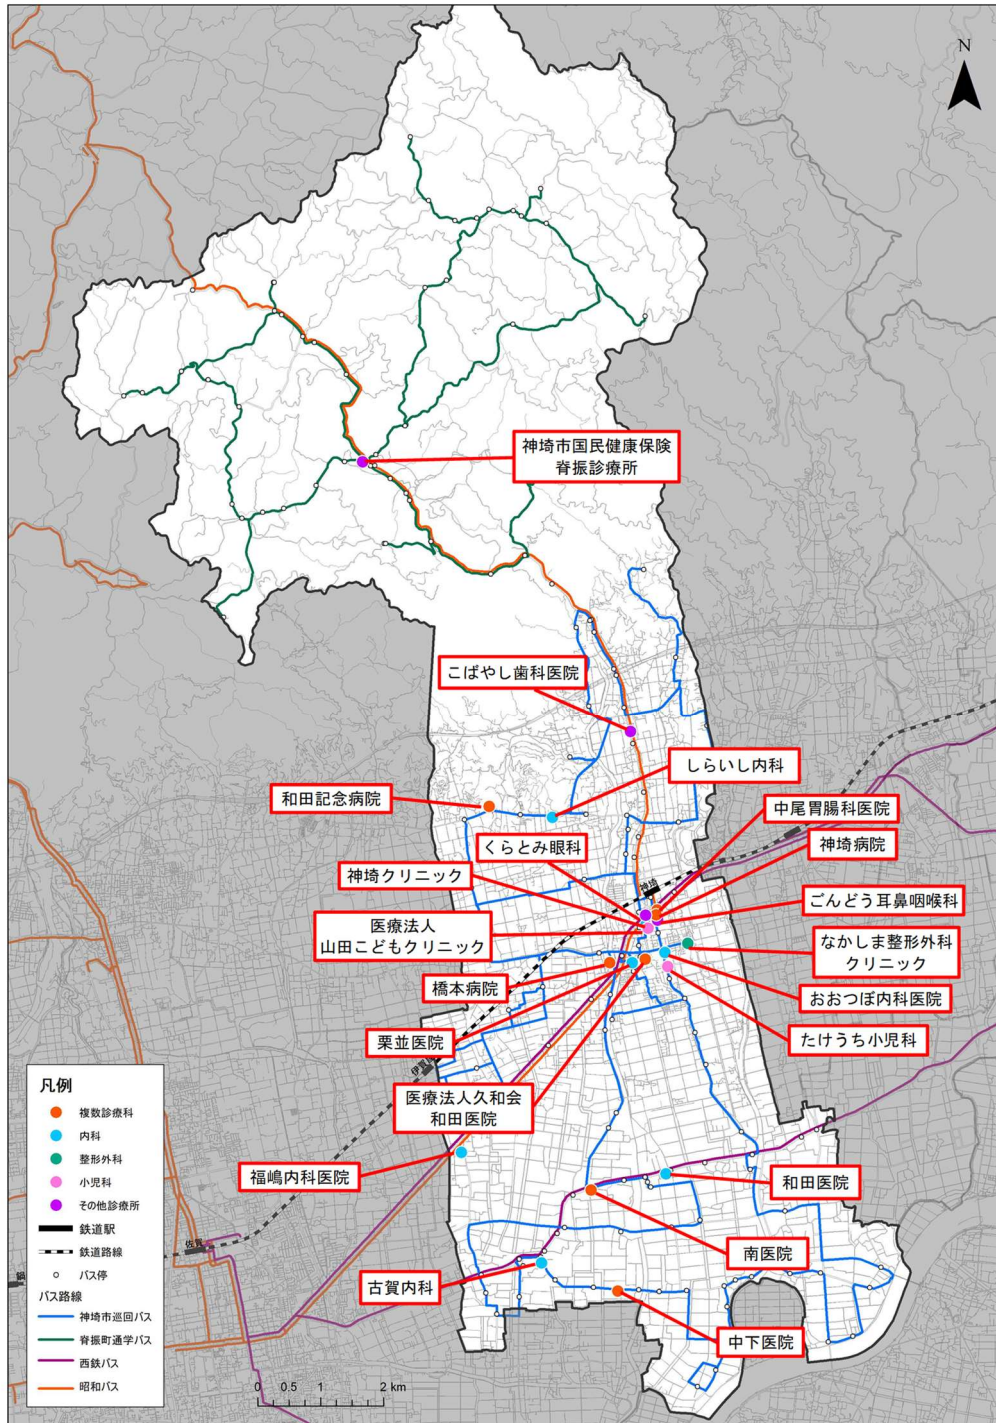 N
神埼市国民健康保険
脊振診療所
こばやし歯科医院
しらいし内科
和田記念病院
中尾胃腸科医院
くらとみ眼科
神埼病院
神埼クリニック
神埼
ごんどう耳鼻咽喉科
医療法人
山田こどもクリニック
なかしま整形外科
クリニック
橋本病院
おおつぼ内科医院
栗並医院
たけうち小児科
医療法人久和会
和田医院
福嶋内科医院
和田医院
南医院
古賀内科
中下医院
佐賀
鍋
凡例
複数診療科
内科
整形外科
小児科
その他診療所
鉄道駅
鉄道路線
バス停
バス路線
神埼市巡回バス
脊振町通学バス
西鉄バス
昭和バス
0 0.5 1 2 km